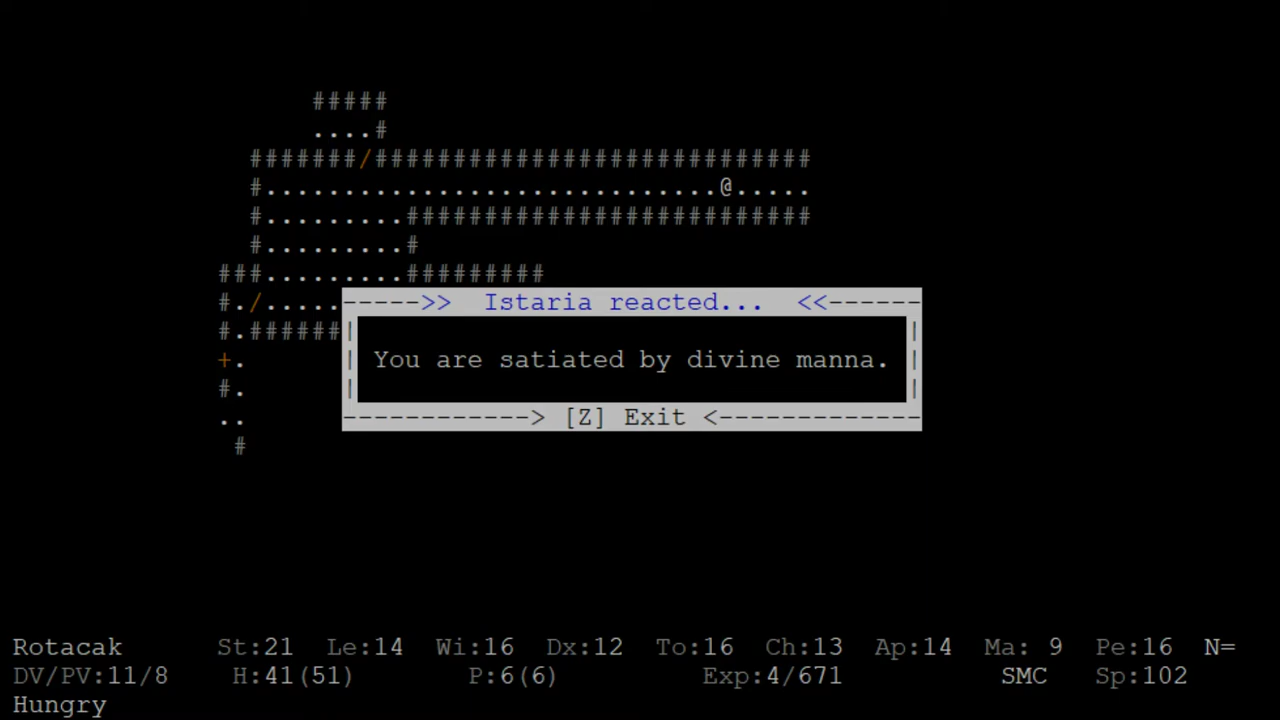 #####
....#
#######/############################
#.............................@.....
#.........##########################
#.........#
###.........#########
#./.....----->>  Istaria reacted...  <<------
#.######|                                   |
+.      | You are satiated by divine manna. |
#.      |                                   |
..      ------------> [Z] Exit <-------------
#
Rotacak St:21 Le:14 Wi:16 Dx:12 To:16 Ch:13 Ap:14 Ma: 9 Pe:16 N=
DV/PV:11/8 H:41(51) P:6(6) Exp:4/671 SMC Sp:102
Hungry